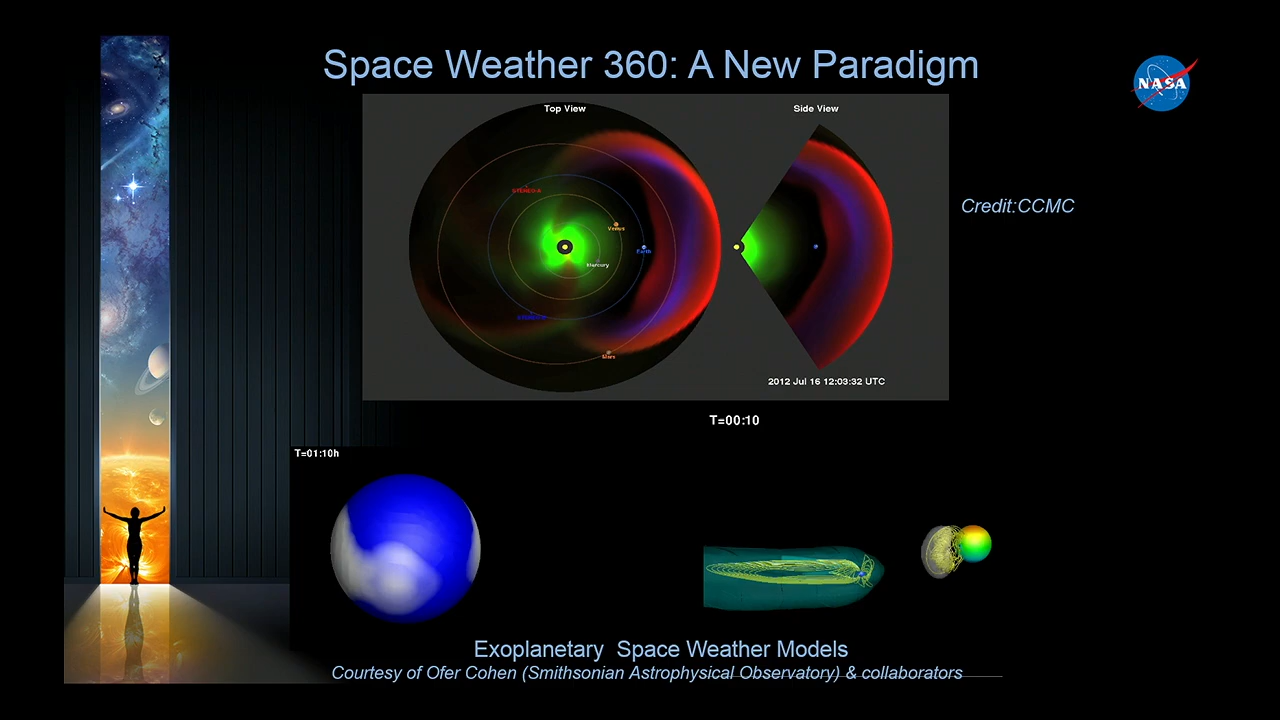 Space Weather 360: A New Paradigm
NASA
Top View
Side View
STEREO A
Venus
Earth
Mercury
STEREO B
Mars
2012 Jul 16 12:03:32 UTC
Credit:CCMC
T=00:10
T=01:10h
Exoplanetary Space Weather Models
Courtesy of Ofer Cohen (Smithsonian Astrophysical Observatory) & collaborators